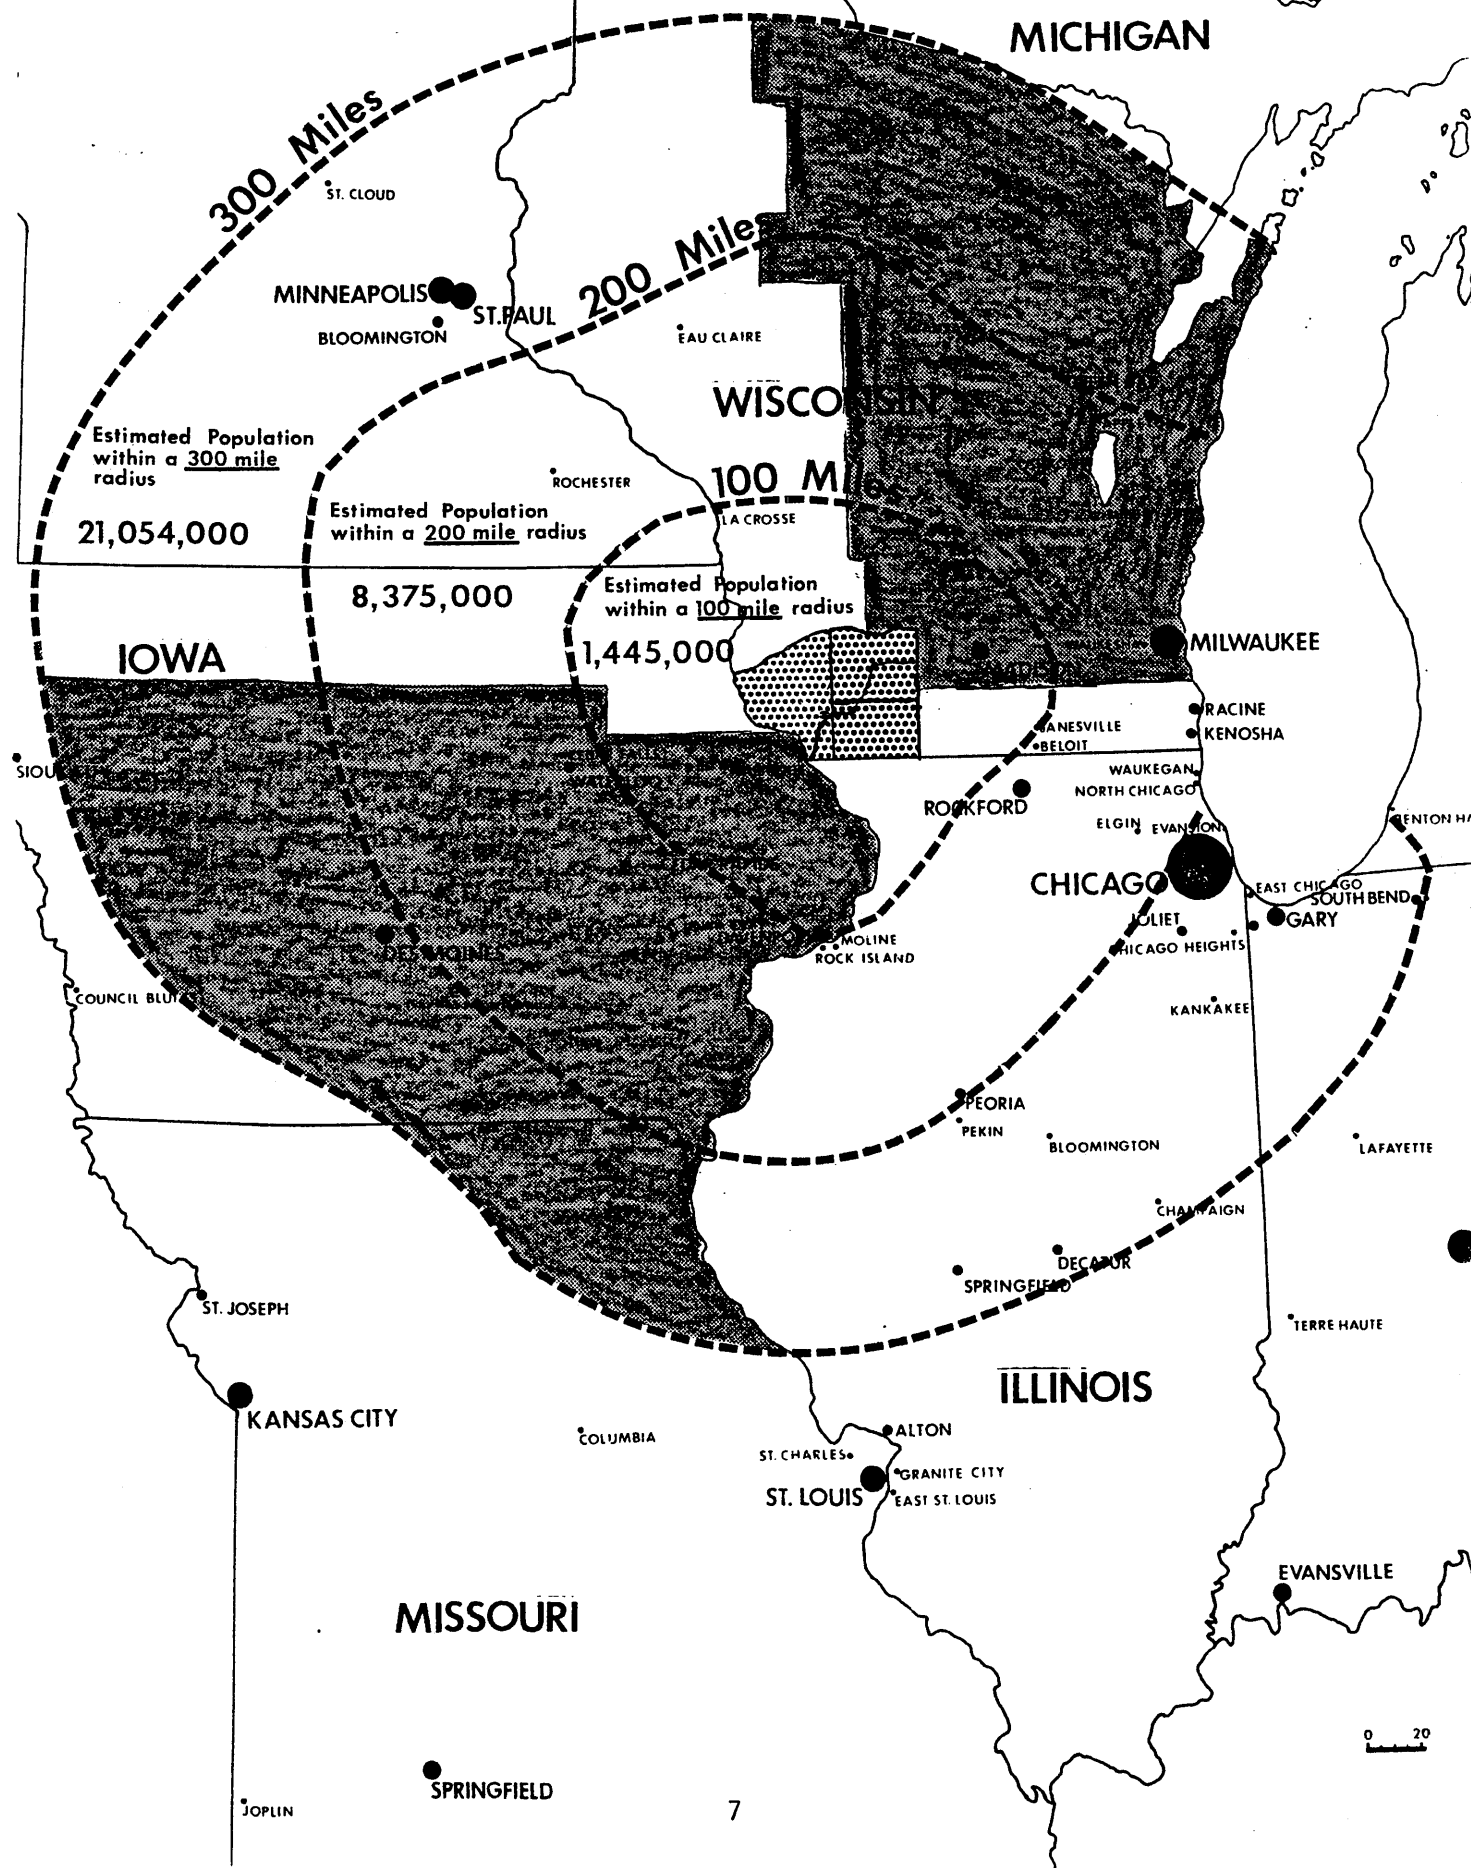 MICHIGAN
300 Miles
ST. CLOUD
200 Miles
MINNEAPOLIS
ST. PAUL
BLOOMINGTON
EAU CLAIRE
WISCONSIN
Estimated Population
within a 300 mile
radius
21,054,000
ROCHESTER
100 Miles
LA CROSSE
Estimated Population
within a 200 mile radius
8,375,000
Estimated Population
within a 100 mile radius
1,445,000
IOWA
MADISON
MILWAUKEE
RACINE
KENOSHA
JANESVILLE
BELOIT
WAUKEGAN
NORTH CHICAGO
ROCKFORD
ELGIN
EVANSTON
CHICAGO
EAST CHICAGO
SOUTH BEND
GARY
JOLIET
CHICAGO HEIGHTS
KANKAKEE
MOLINE
ROCK ISLAND
DES MOINES
COUNCIL BLUFFS
PEORIA
PEKIN
BLOOMINGTON
LAFAYETTE
CHAMPAIGN
DECATUR
SPRINGFIELD
ST. JOSEPH
TERRE HAUTE
ILLINOIS
KANSAS CITY
COLUMBIA
ALTON
ST. CHARLES
GRANITE CITY
ST. LOUIS
EAST ST. LOUIS
EVANSVILLE
MISSOURI
0 20
SPRINGFIELD
JOPLIN
7